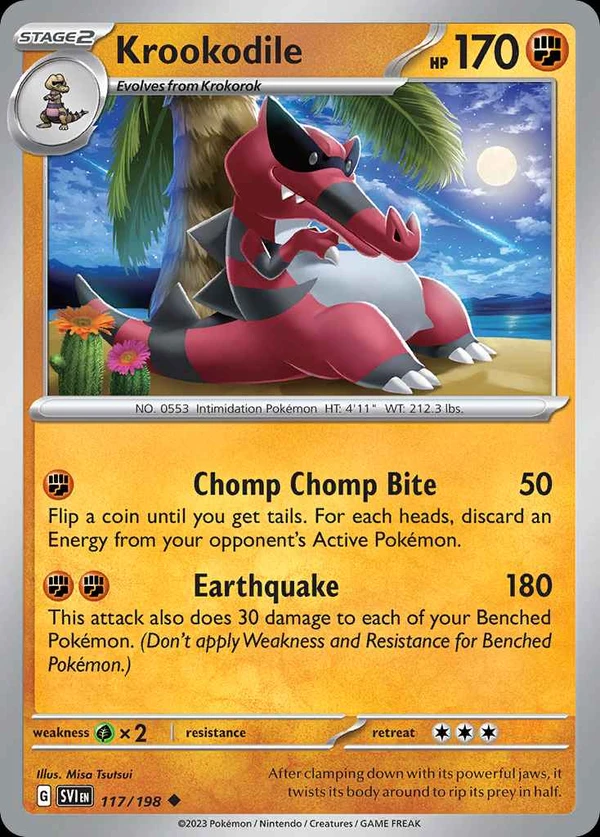 STAGE2
Krookodile
HP 170
Evolves from Krokorok
NO. 0553 Intimidation Pokémon HT: 4'11" WT: 212.3 lbs.
Chomp Chomp Bite 50
Flip a coin until you get tails. For each heads, discard an
Energy from your opponent's Active Pokémon.
Earthquake 180
This attack also does 30 damage to each of your Benched
Pokémon. (Don't apply Weakness and Resistance for Benched
Pokémon.)
weakness ×2 resistance retreat
Illus. Misa Tsutsui
After clamping down with its powerful jaws, it
twists its body around to rip its prey in half.
G SVI EN 117/198
©2023 Pokémon / Nintendo / Creatures / GAME FREAK